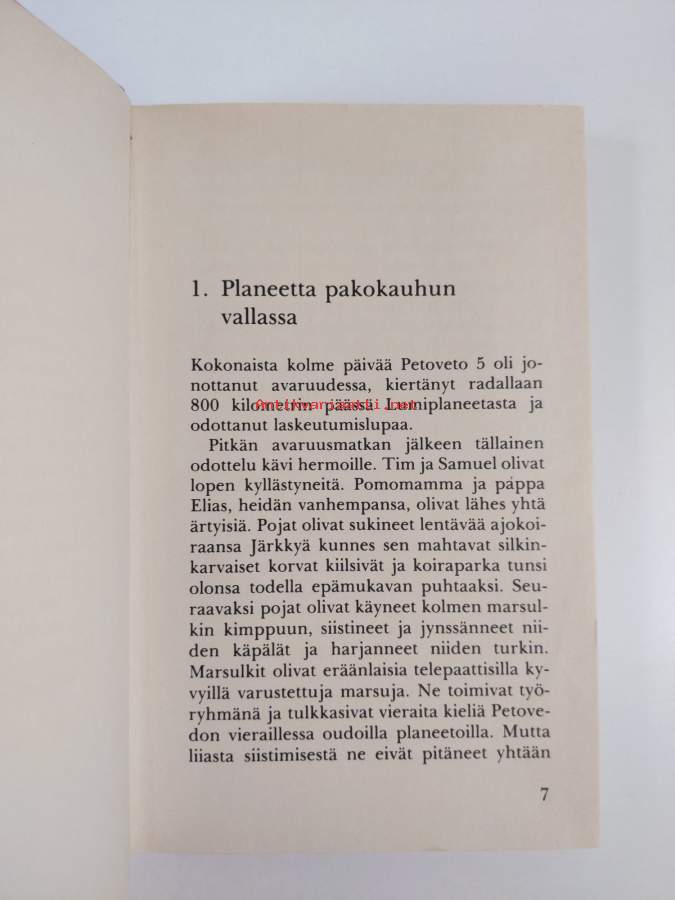 1. Planeetta pakokauhun
vallassa
Kokonaista kolme päivää Petoveto 5 oli jo-
nottanut avaruudessa, kiertänyt radallaan
800 kilometrin päässä Lumiplaneetasta ja
Antikvariaatti.net
odottanut laskeutumislupaa.
Pitkän avaruusmatkan jälkeen tällainen
odottelu kävi hermoille. Tim ja Samuel olivat
lopen kyllästyneitä. Pomomamma ja pappa
Elias, heidän vanhempansa, olivat lähes yhtä
ärtyisiä. Pojat olivat sukineet lentävää ajokoi-
raansa Järkkyä kunnes sen mahtavat silkin-
karvaiset korvat kiilsivät ja koiraparka tunsi
olonsa todella epämukavan puhtaaksi. Seu-
raavaksi pojat olivat käyneet kolmen marsul-
kin kimppuun, siistineet ja jynssänneet nii-
den käpälät ja harjanneet niiden turkin.
Marsulkit olivat eräänlaisia telepaattisilla ky-
vyillä varustettuja marsuja. Ne toimivat työ-
ryhmänä ja tulkkasivat vieraita kieliä Petove-
don vieraillessa oudoilla planeetoilla. Mutta
liiasta siistimisestä ne eivät pitäneet yhtään
7